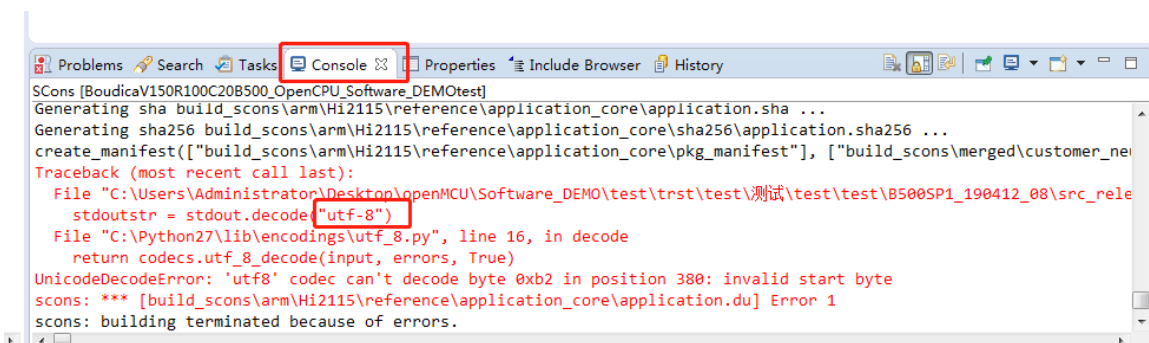 Problems Search Tasks Console Properties Include Browser History
SCons [BoudicaV150R100C20B500_OpenCPU_Software_DEMOtest]
Generating sha build_scons\arm\Hi2115\reference\application_core\application.sha ...
Generating sha256 build_scons\arm\Hi2115\reference\application_core\sha256\application.sha256 ...
create_manifest(["build_scons\arm\Hi2115\reference\application_core\pkg_manifest"], ["build_scons\merged\customer_ne
Traceback (most recent call last):
File "C:\Users\Administrator\Desktop\openMCU\Software_DEMO\test\trst\test\测试\test\test\B500SP1_190412_08\src_rele
stdoutstr = stdout.decode("utf-8")
File "C:\Python27\lib\encodings\utf_8.py", line 16, in decode
return codecs.utf_8_decode(input, errors, True)
UnicodeDecodeError: 'utf8' codec can't decode byte 0xb2 in position 380: invalid start byte
scons: *** [build_scons\arm\Hi2115\reference\application_core\application.du] Error 1
scons: building terminated because of errors.